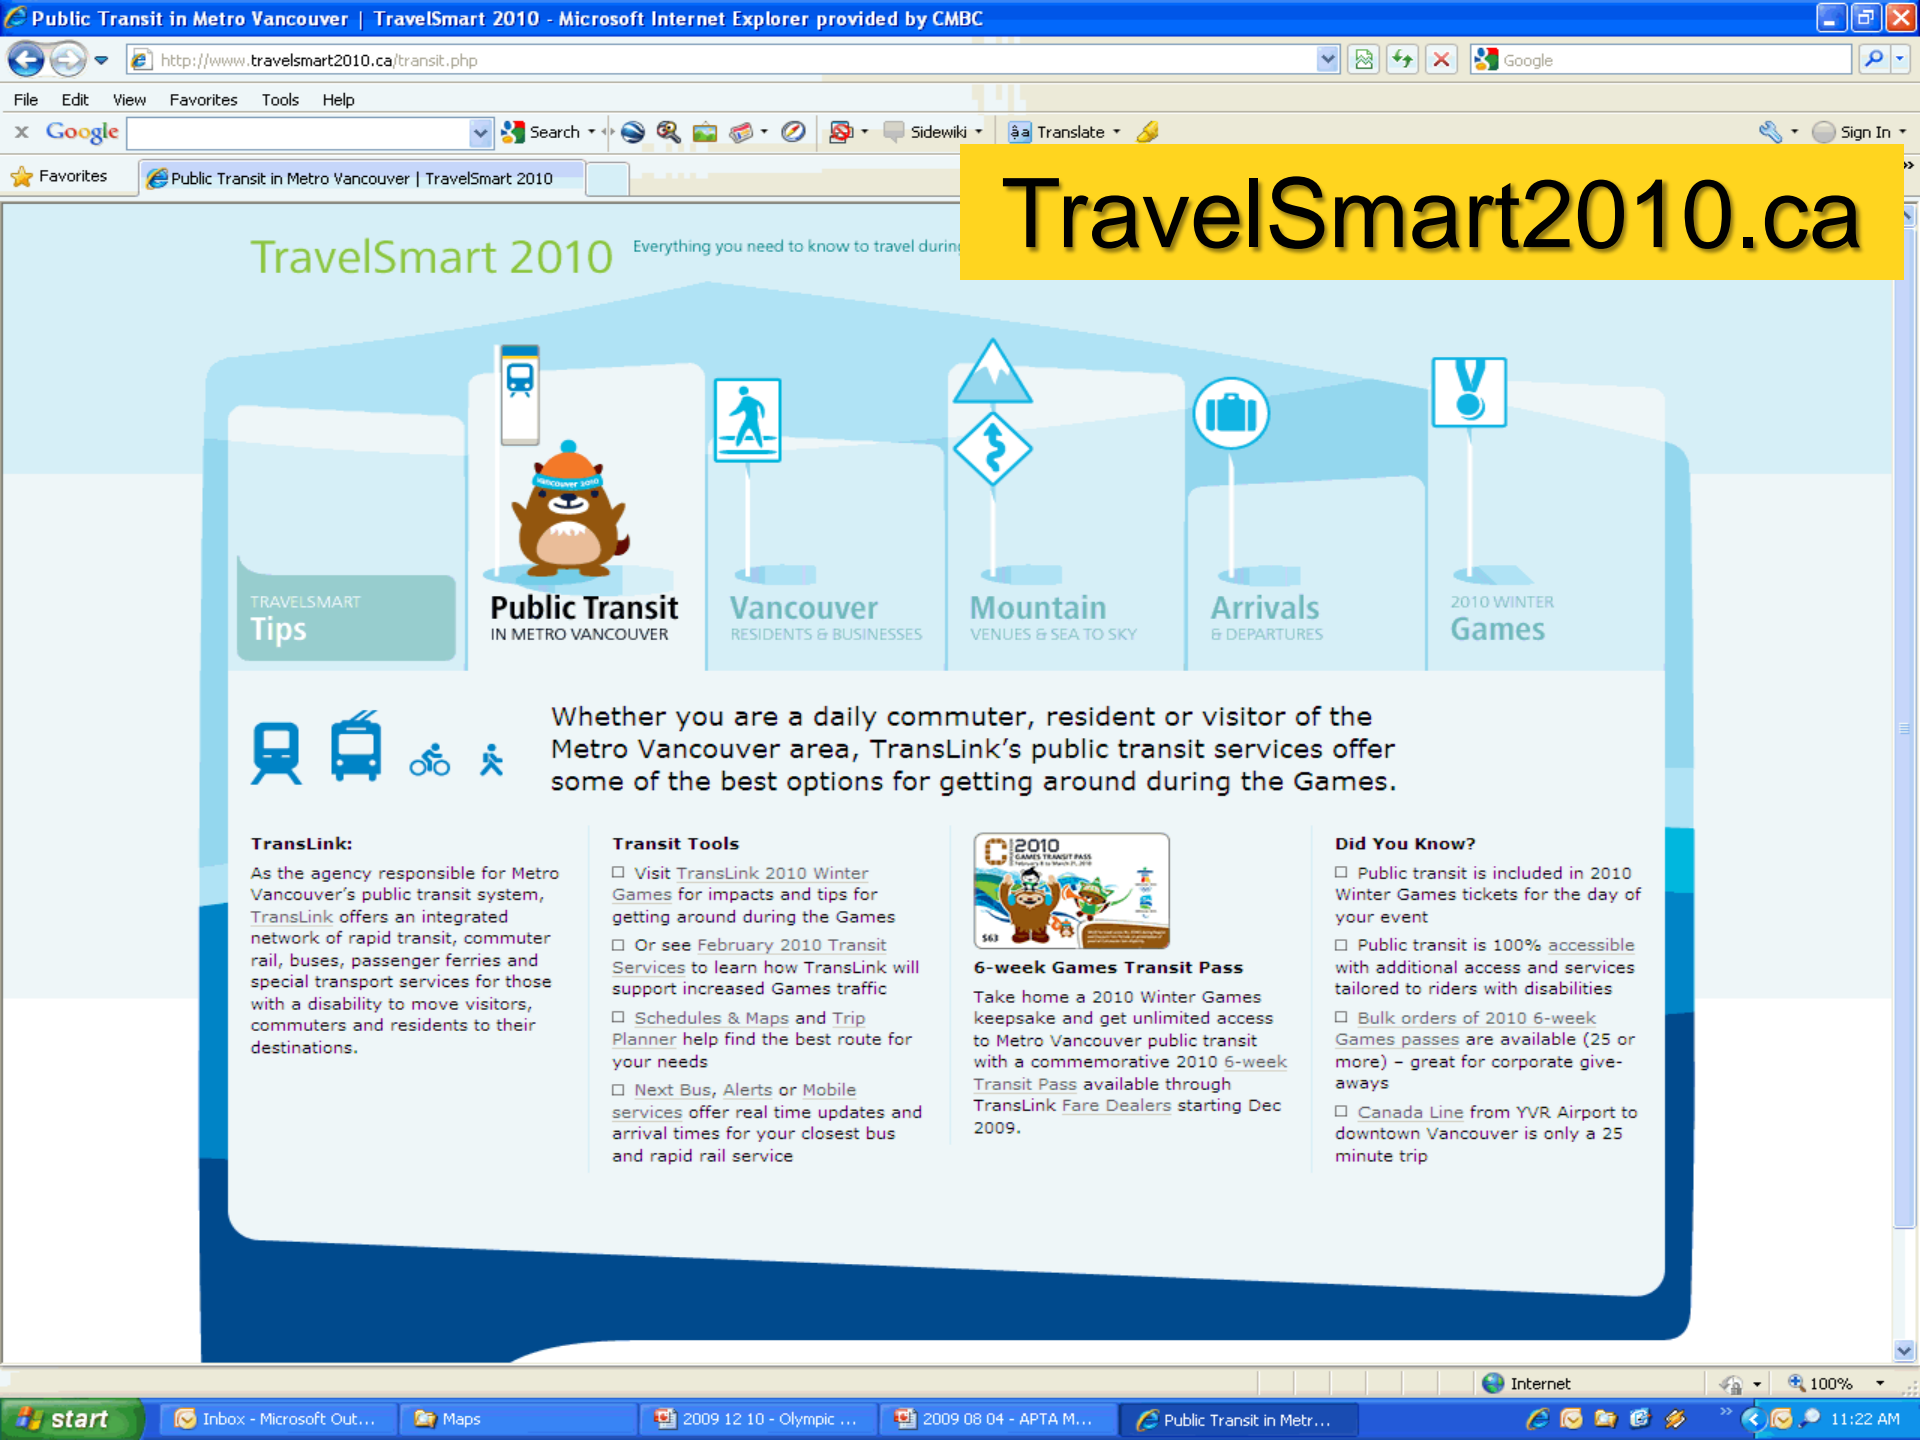 Public Transit in Metro Vancouver | TravelSmart 2010 - Microsoft Internet Explorer provided by CMBC
http://www.travelsmart2010.ca/transit.php
Google
File Edit View Favorites Tools Help
x Google Search Sidewiki Translate Sign In
Favorites Public Transit in Metro Vancouver | TravelSmart 2010
TravelSmart2010.ca
TravelSmart 2010 Everything you need to know to travel during
vancouver 2010
TRAVELSMART
Tips
Public Transit
IN METRO VANCOUVER
Vancouver
RESIDENTS & BUSINESSES
Mountain
VENUES & SEA TO SKY
Arrivals
& DEPARTURES
2010 WINTER
Games
Whether you are a daily commuter, resident or visitor of the
Metro Vancouver area, TransLink's public transit services offer
some of the best options for getting around during the Games.
TransLink:
As the agency responsible for Metro
Vancouver's public transit system,
TransLink offers an integrated
network of rapid transit, commuter
rail, buses, passenger ferries and
special transport services for those
with a disability to move visitors,
commuters and residents to their
destinations.
Transit Tools
□ Visit TransLink 2010 Winter
Games for impacts and tips for
getting around during the Games
□ Or see February 2010 Transit
Services to learn how TransLink will
support increased Games traffic
□ Schedules & Maps and Trip
Planner help find the best route for
your needs
□ Next Bus, Alerts or Mobile
services offer real time updates and
arrival times for your closest bus
and rapid rail service
2010
GAMES TRANSIT PASS
February 8 to March 21, 2010
$63
6-week Games Transit Pass
Take home a 2010 Winter Games
keepsake and get unlimited access
to Metro Vancouver public transit
with a commemorative 2010 6-week
Transit Pass available through
TransLink Fare Dealers starting Dec
2009.
Did You Know?
□ Public transit is included in 2010
Winter Games tickets for the day of
your event
□ Public transit is 100% accessible
with additional access and services
tailored to riders with disabilities
□ Bulk orders of 2010 6-week
Games passes are available (25 or
more) – great for corporate give-
aways
□ Canada Line from YVR Airport to
downtown Vancouver is only a 25
minute trip
Internet 100%
start Inbox - Microsoft Out... Maps 2009 12 10 - Olympic ... 2009 08 04 - APTA M... Public Transit in Metr... 11:22 AM